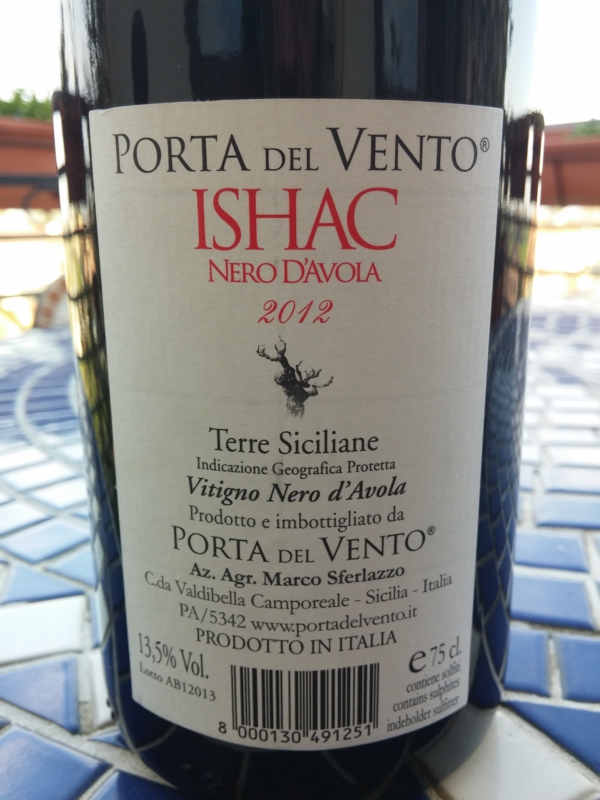 PORTA DEL VENTO®
ISHAC
NERO D'AVOLA
2012
Terre Siciliane
Indicazione Geografica Protetta
Vitigno Nero d'Avola
Prodotto e imbottigliato da
PORTA DEL VENTO®
Az. Agr. Marco Sferlazzo
C.da Valdibella Camporeale - Sicilia - Italia
PA/5342 www.portadelvento.it
PRODOTTO IN ITALIA
13,5% Vol.
Lotto AB12013
8 000130 491251
e 75 cl.
contiene solfiti
contains sulphites
indeholder sulfitter